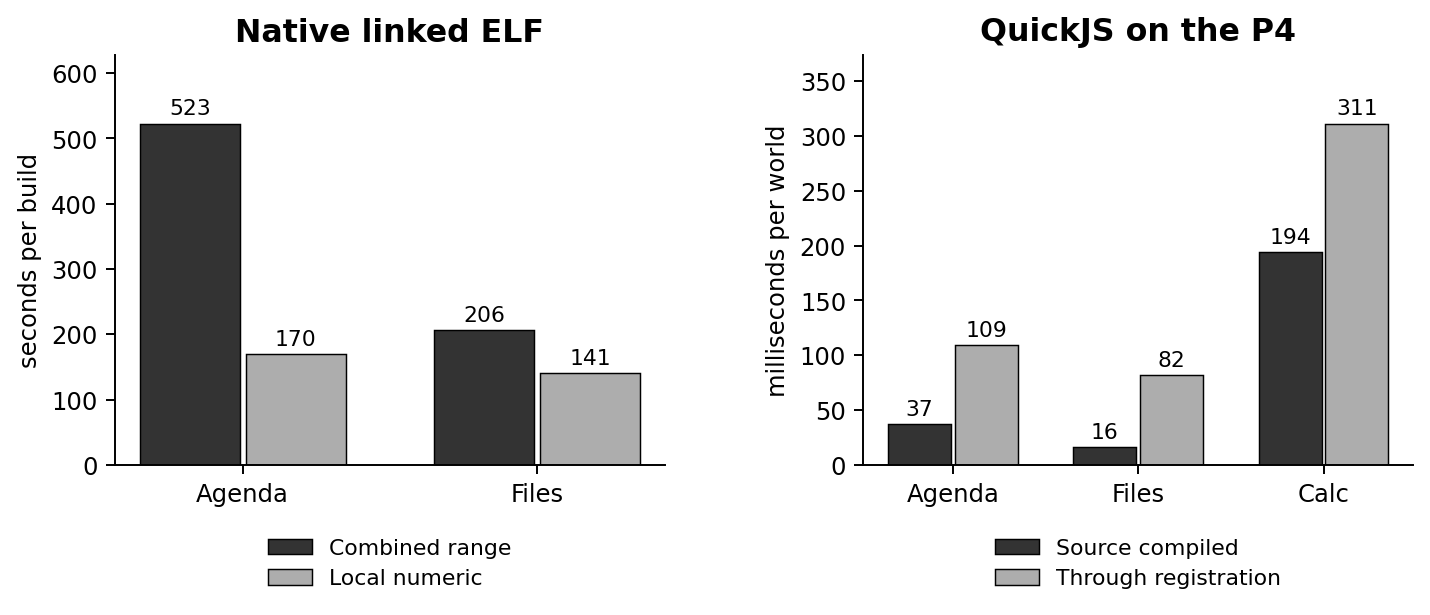 Native linked ELF
seconds per build
600
500
400
300
200
100
0
523
170
206
141
Agenda
Files
Combined range
Local numeric
QuickJS on the P4
milliseconds per world
350
300
250
200
150
100
50
0
37
109
16
82
194
311
Agenda
Files
Calc
Source compiled
Through registration